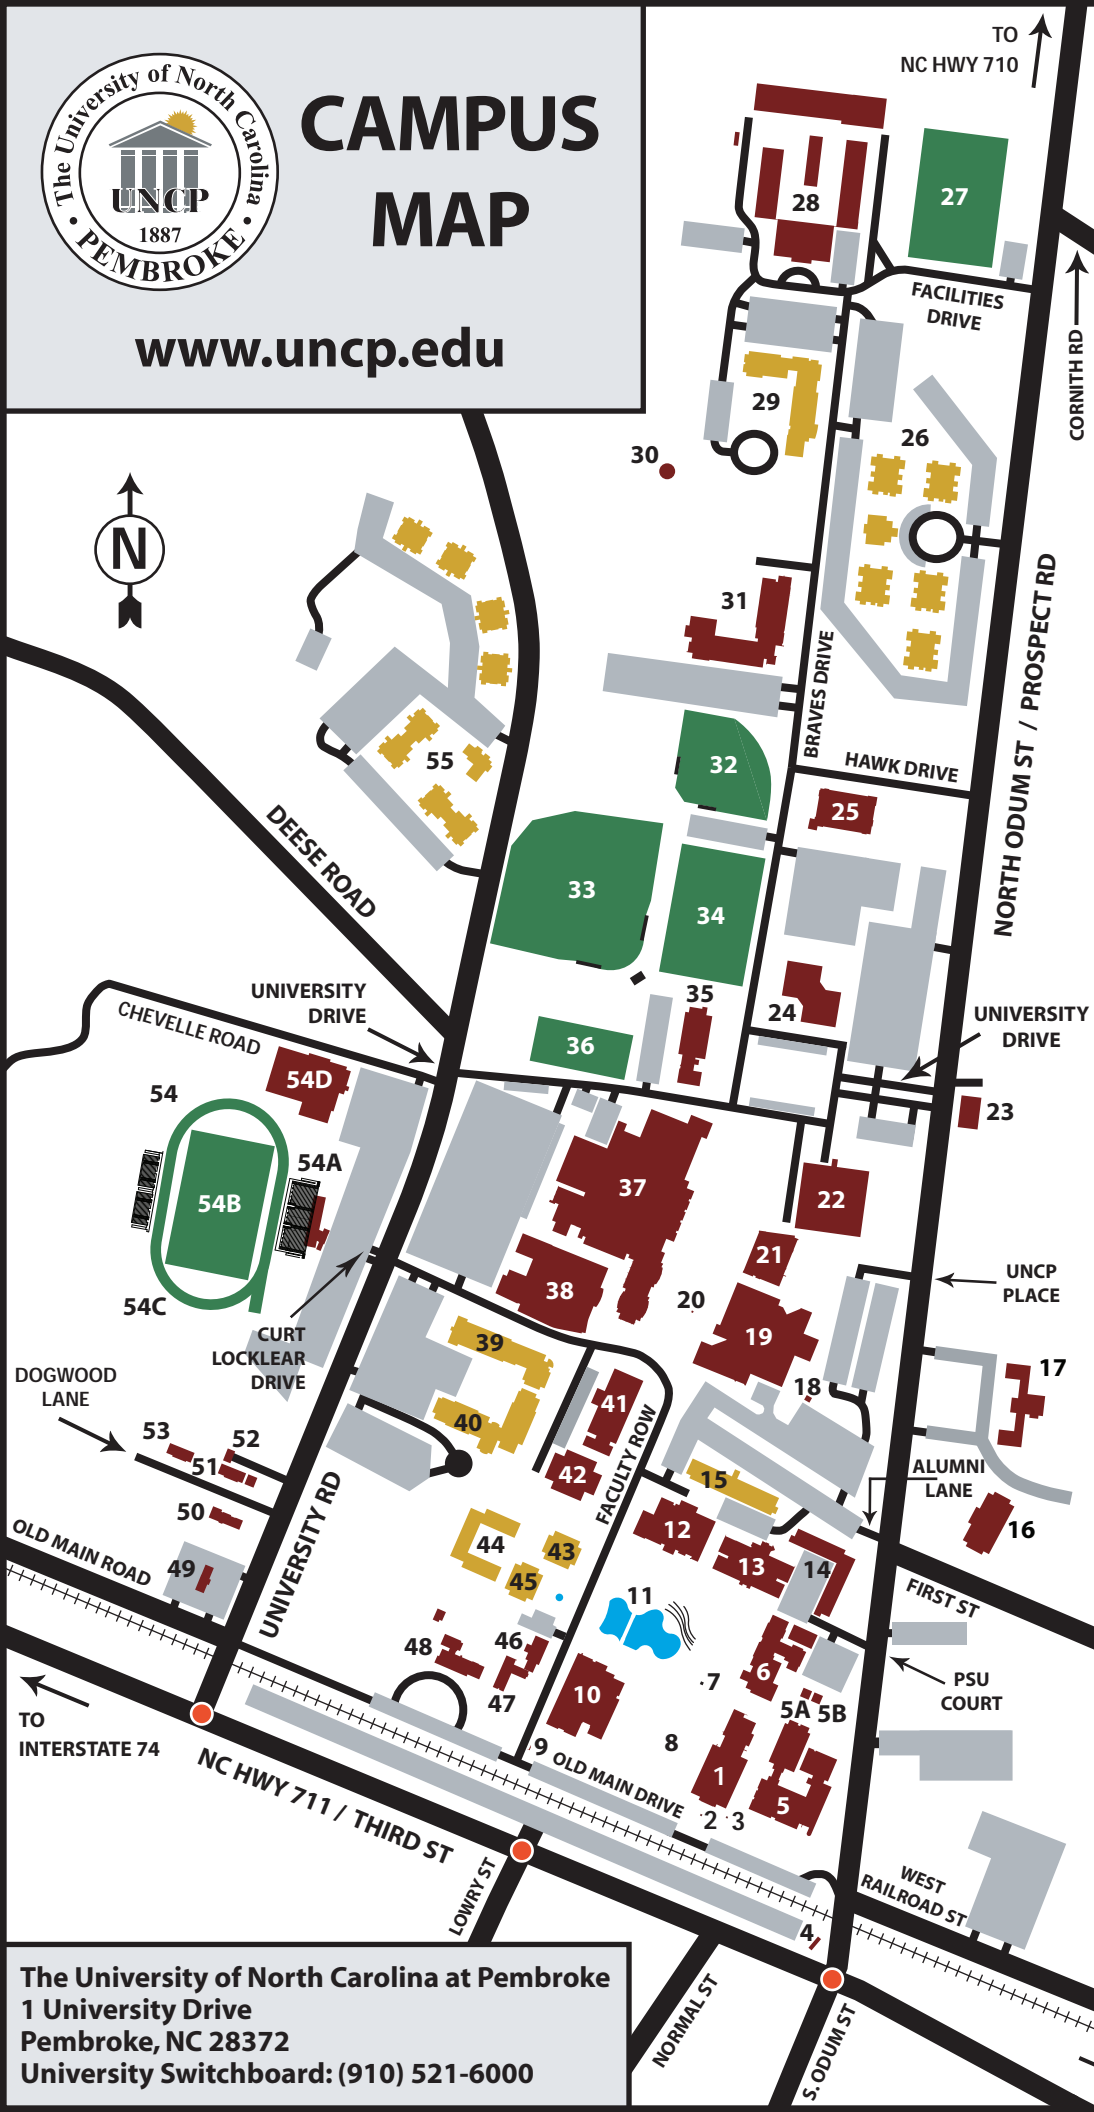 The University of North Carolina
UNCP
1887
• PEMBROKE •
CAMPUS
MAP
www.uncp.edu
TO
NC HWY 710
27
28
FACILITIES
DRIVE
CORNITH RD
29
26
30
N
31
BRAVES DRIVE
NORTH ODUM ST / PROSPECT RD
32
55
HAWK DRIVE
25
DEESE ROAD
33
34
UNIVERSITY
DRIVE
35
24
UNIVERSITY
DRIVE
CHEVELLE ROAD
36
54D
54
23
54A
37
54B
22
21
UNCP
PLACE
38
20
54C
CURT
LOCKLEAR
DRIVE
39
19
DOGWOOD
LANE
17
18
41
40
FACULTY ROW
53
52
51
42
15
ALUMNI
LANE
50
UNIVERSITY RD
12
16
OLD MAIN ROAD
44
43
13
14
49
45
11
FIRST ST
48
46
6
7
PSU
COURT
47
10
5A
5B
TO
INTERSTATE 74
9
8
OLD MAIN DRIVE
1
5
NC HWY 711 / THIRD ST
2
3
LOWRY ST
WEST
RAILROAD ST
4
NORMAL ST
S. ODUM ST
The University of North Carolina at Pembroke
1 University Drive
Pembroke, NC 28372
University Switchboard: (910) 521-6000